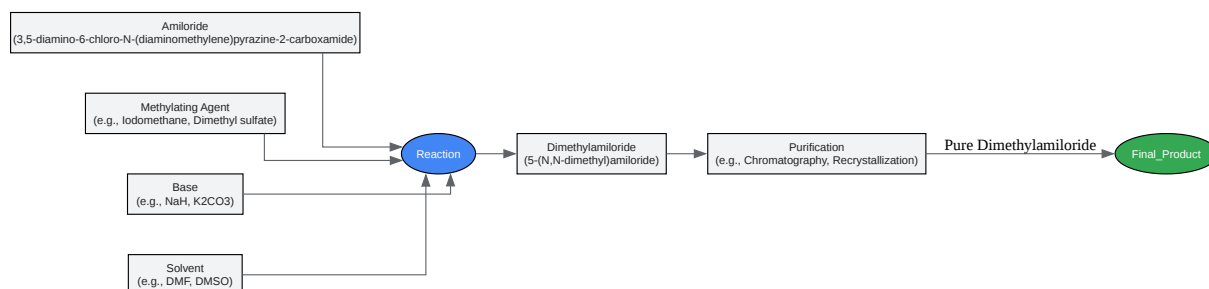 Amiloride
(3,5-diamino-6-chloro-N-(diaminomethylene)pyrazine-2-carboxamide)
Methylating Agent
(e.g., Iodomethane, Dimethyl sulfate)
Base
(e.g., NaH, K2CO3)
Solvent
(e.g., DMF, DMSO)
Reaction
Dimethylamiloride
(5-(N,N-dimethyl)amiloride)
Purification
(e.g., Chromatography, Recrystallization)
Pure Dimethylamiloride
Final_Product